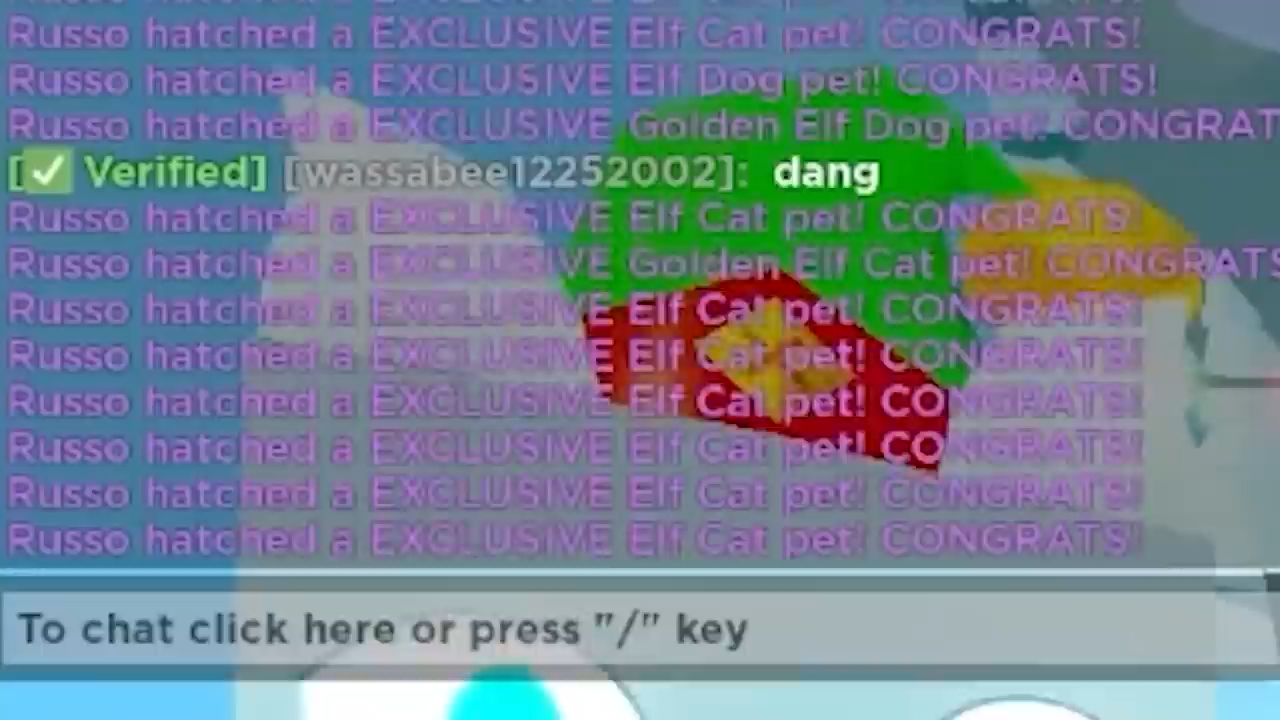 Russo hatched a EXCLUSIVE Elf Cat pet! CONGRATS!
Russo hatched a EXCLUSIVE Elf Dog pet! CONGRATS!
Russo hatched a EXCLUSIVE Golden Elf Dog pet! CONGRAT
[✓ Verified] [wassabee12252002]: dang
Russo hatched a EXCLUSIVE Elf Cat pet! CONGRATS!
Russo hatched a EXCLUSIVE Golden Elf Cat pet! CONGRATS
Russo hatched a EXCLUSIVE Elf Cat pet! CONGRATS!
Russo hatched a EXCLUSIVE Elf Cat pet! CONGRATS!
Russo hatched a EXCLUSIVE Elf Cat pet! CONGRATS!
Russo hatched a EXCLUSIVE Elf Cat pet! CONGRATS!
Russo hatched a EXCLUSIVE Elf Cat pet! CONGRATS!
Russo hatched a EXCLUSIVE Elf Cat pet! CONGRATS!
To chat click here or press "/" key